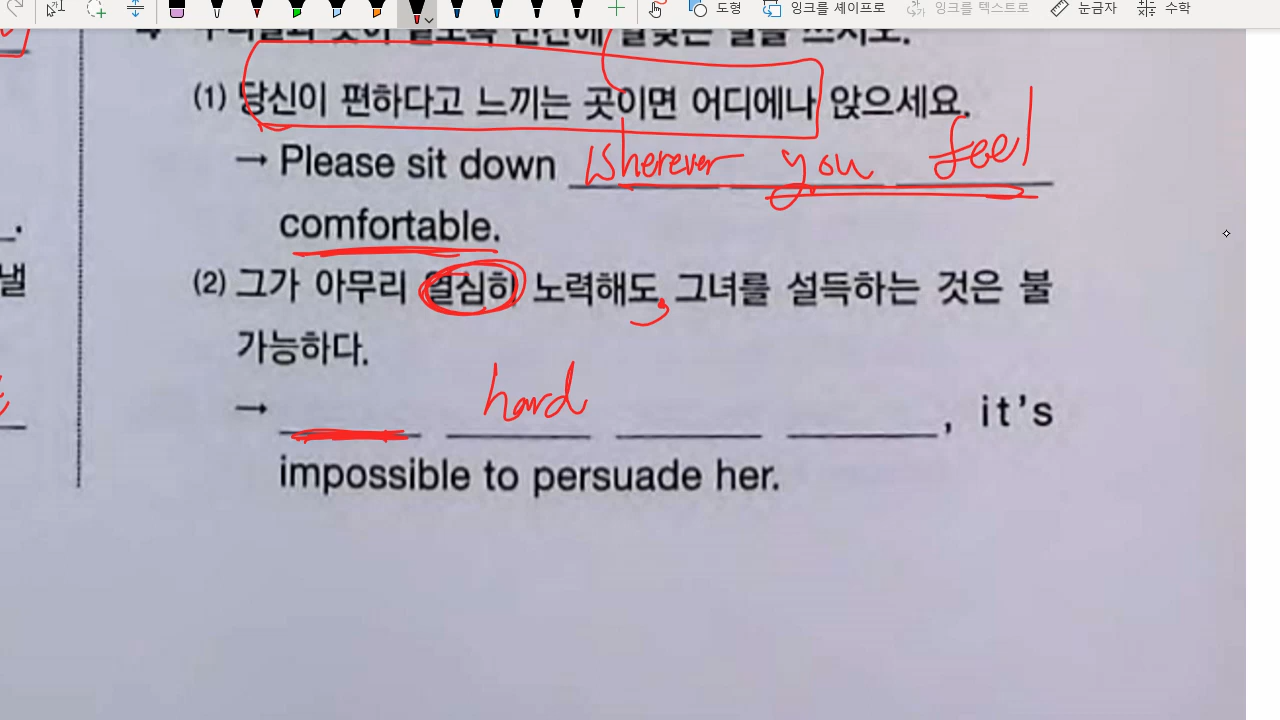 도형 잉크를 셰이프로 잉크를 텍스트로 눈금자 수학
(1) 당신이 편하다고 느끼는 곳이면 어디에나 앉으세요.
→ Please sit down wherever you feel
comfortable.
(2) 그가 아무리 열심히 노력해도, 그녀를 설득하는 것은 불
가능하다.
→ ____ hard ____ ____, it's
impossible to persuade her.
낼